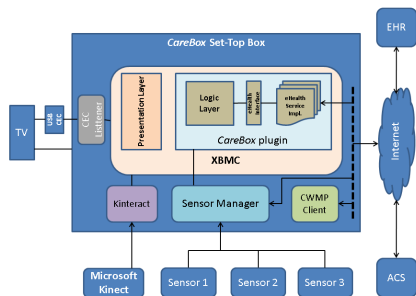 CareBox Set-Top Box
EHR
TV
USB
CEC
CEC
Listtener
Presentation Layer
Logic
Layer
eHealth
Interface
eHealth
Service
Impl.
CareBox plugin
XBMC
Internet
Kinteract
Sensor Manager
CWMP
Client
Microsoft
Kinect
Sensor 1
Sensor 2
Sensor 3
ACS